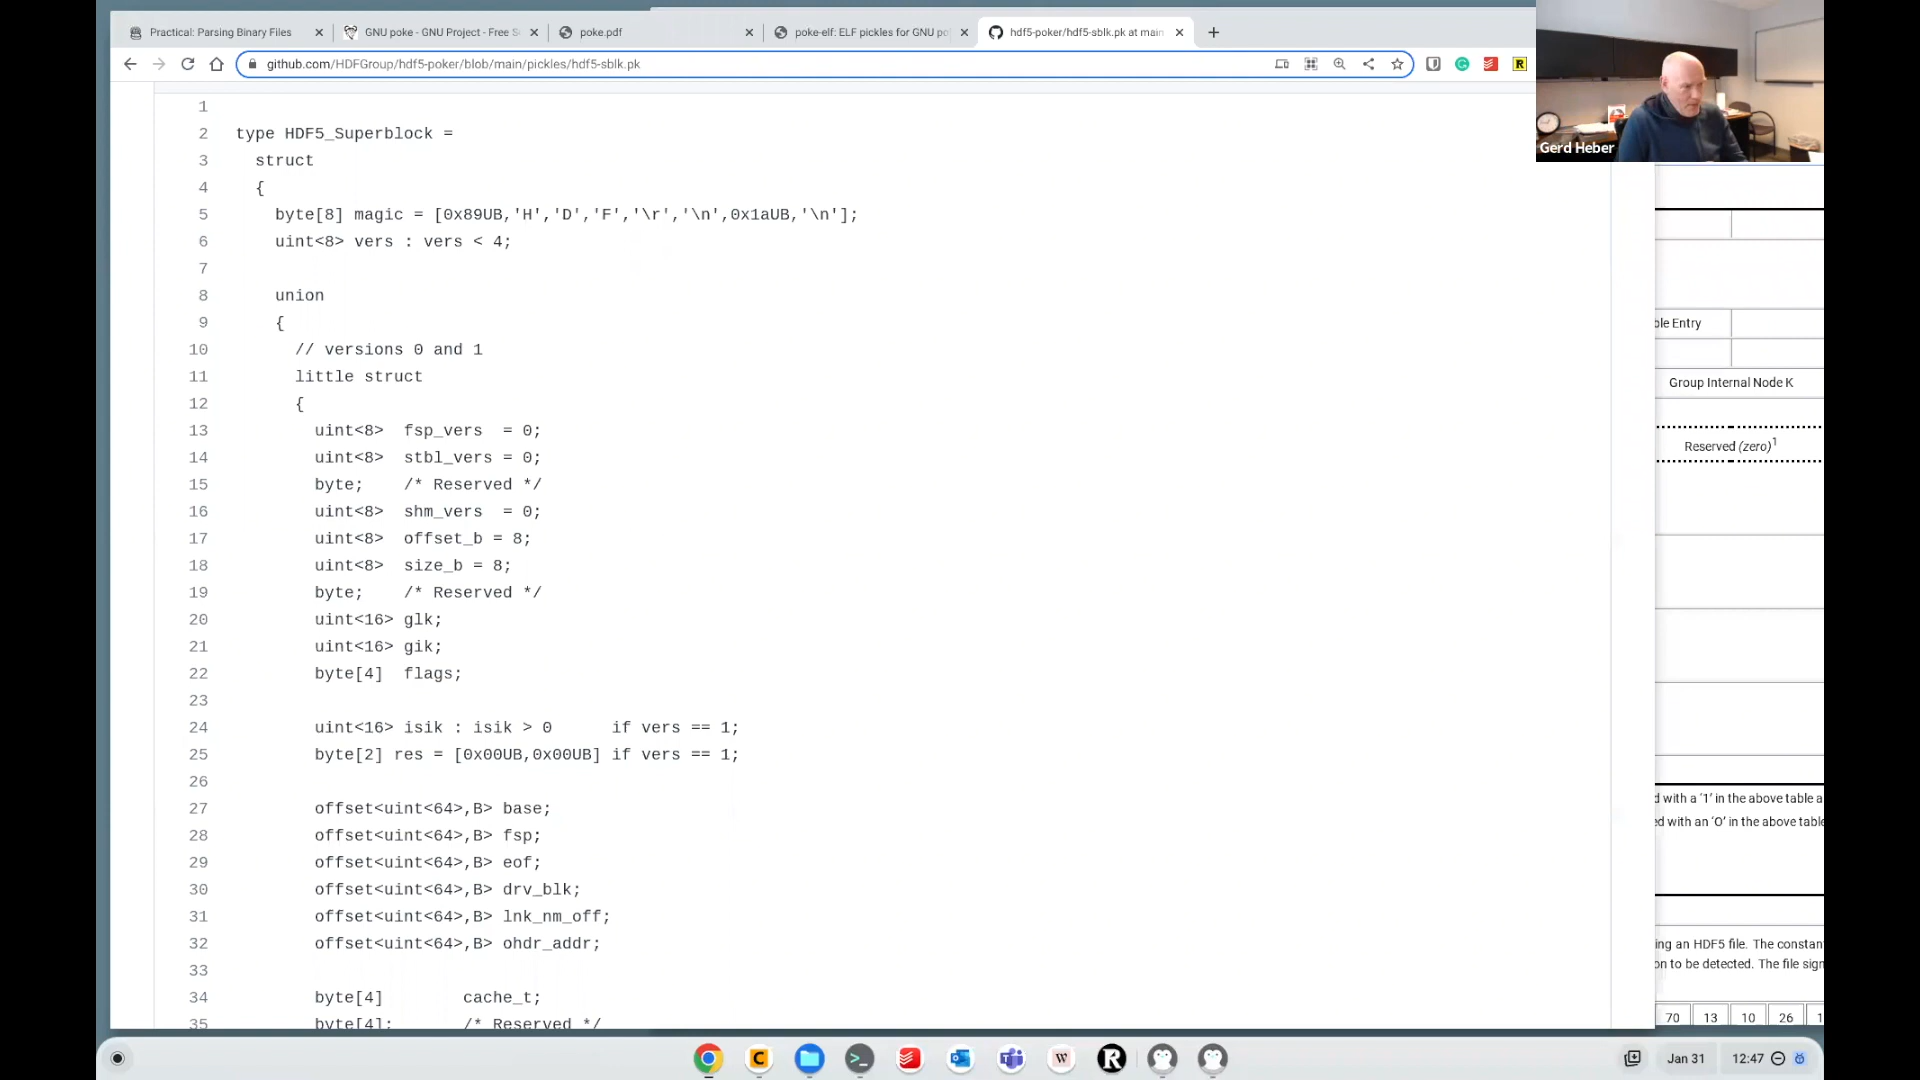 Practical: Parsing Binary Files
GNU poke - GNU Project - Free S
poke.pdf
poke-elf: ELF pickles for GNU po
hdf5-poker/hdf5-sblk.pk at main
github.com/HDFGroup/hdf5-poker/blob/main/pickles/hdf5-sblk.pk
Gerd Heber
1
2 type HDF5_Superblock =
3 struct
4 {
5 byte[8] magic = [0x89UB,'H','D','F','\r','\n',0x1aUB,'\n'];
6 uint<8> vers : vers < 4;
7
8 union
9 {
10 // versions 0 and 1
11 little struct
12 {
13 uint<8> fsp_vers = 0;
14 uint<8> stbl_vers = 0;
15 byte; /* Reserved */
16 uint<8> shm_vers = 0;
17 uint<8> offset_b = 8;
18 uint<8> size_b = 8;
19 byte; /* Reserved */
20 uint<16> glk;
21 uint<16> gik;
22 byte[4] flags;
23
24 uint<16> isik : isik > 0 if vers == 1;
25 byte[2] res = [0x00UB,0x00UB] if vers == 1;
26
27 offset<uint<64>,B> base;
28 offset<uint<64>,B> fsp;
29 offset<uint<64>,B> eof;
30 offset<uint<64>,B> drv_blk;
31 offset<uint<64>,B> lnk_nm_off;
32 offset<uint<64>,B> ohdr_addr;
33
34 byte[4] cache_t;
35 byte[4]; /* Reserved */
ble Entry
Group Internal Node K
Reserved (zero)1
d with a '1' in the above table a
ed with an 'O' in the above table
ing an HDF5 file. The constan
on to be detected. The file sign
70 13 10 26 1
Jan 31
12:47